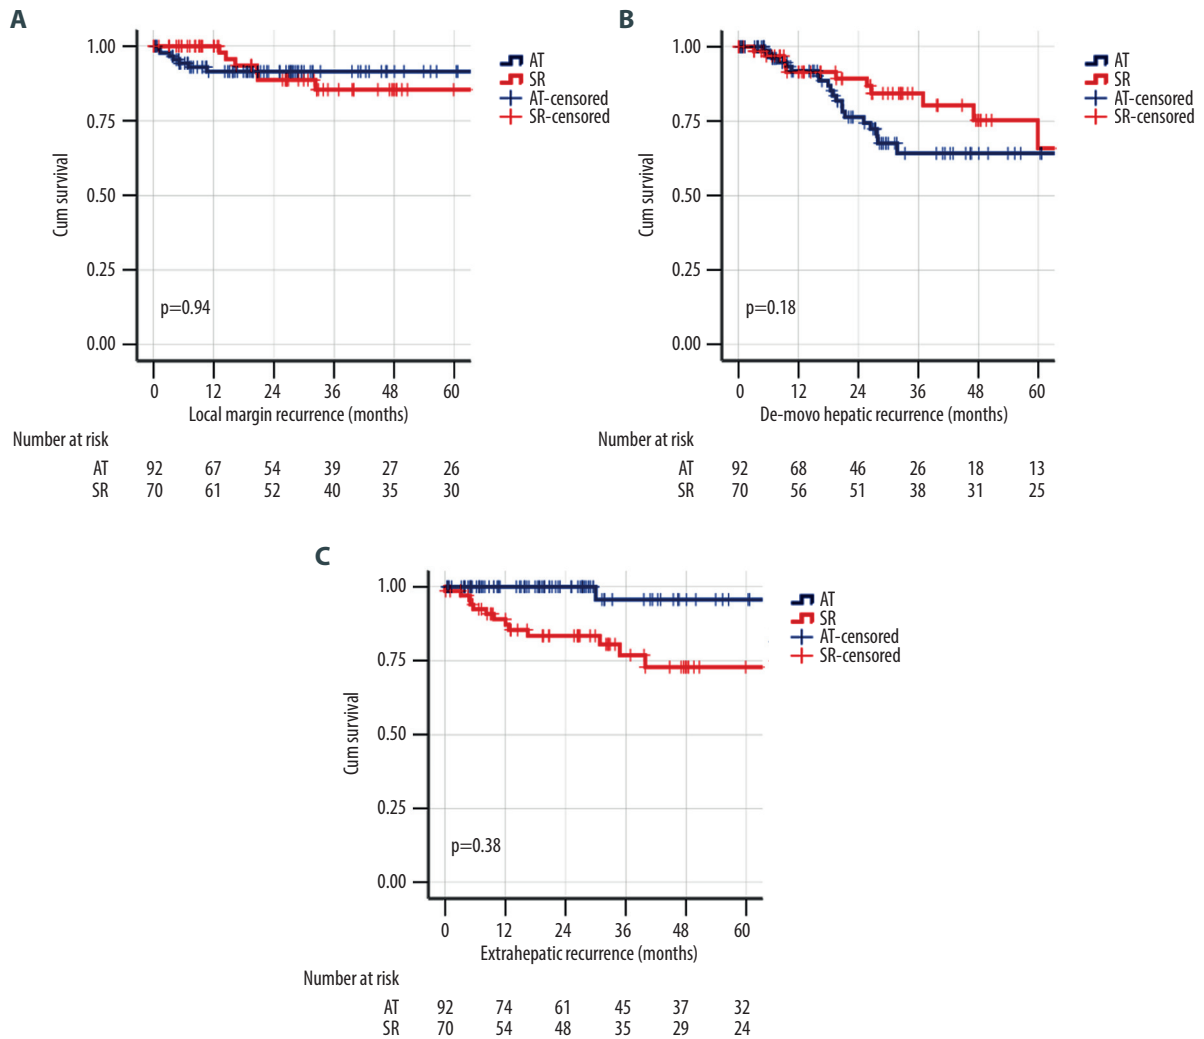 A
1.00
0.75
0.50
0.25
0.00
Cum survival
p=0.94
0 12 24 36 48 60
Local margin recurrence (months)
AT
SR
AT-censored
SR-censored
Number at risk
AT 92 67 54 39 27 26
SR 70 61 52 40 35 30
B
1.00
0.75
0.50
0.25
0.00
Cum survival
p=0.18
0 12 24 36 48 60
De-movo hepatic recurrence (months)
AT
SR
AT-censored
SR-censored
Number at risk
AT 92 68 46 26 18 13
SR 70 56 51 38 31 25
C
1.00
0.75
0.50
0.25
0.00
Cum survival
p=0.38
0 12 24 36 48 60
Extrahepatic recurrence (months)
AT
SR
AT-censored
SR-censored
Number at risk
AT 92 74 61 45 37 32
SR 70 54 48 35 29 24